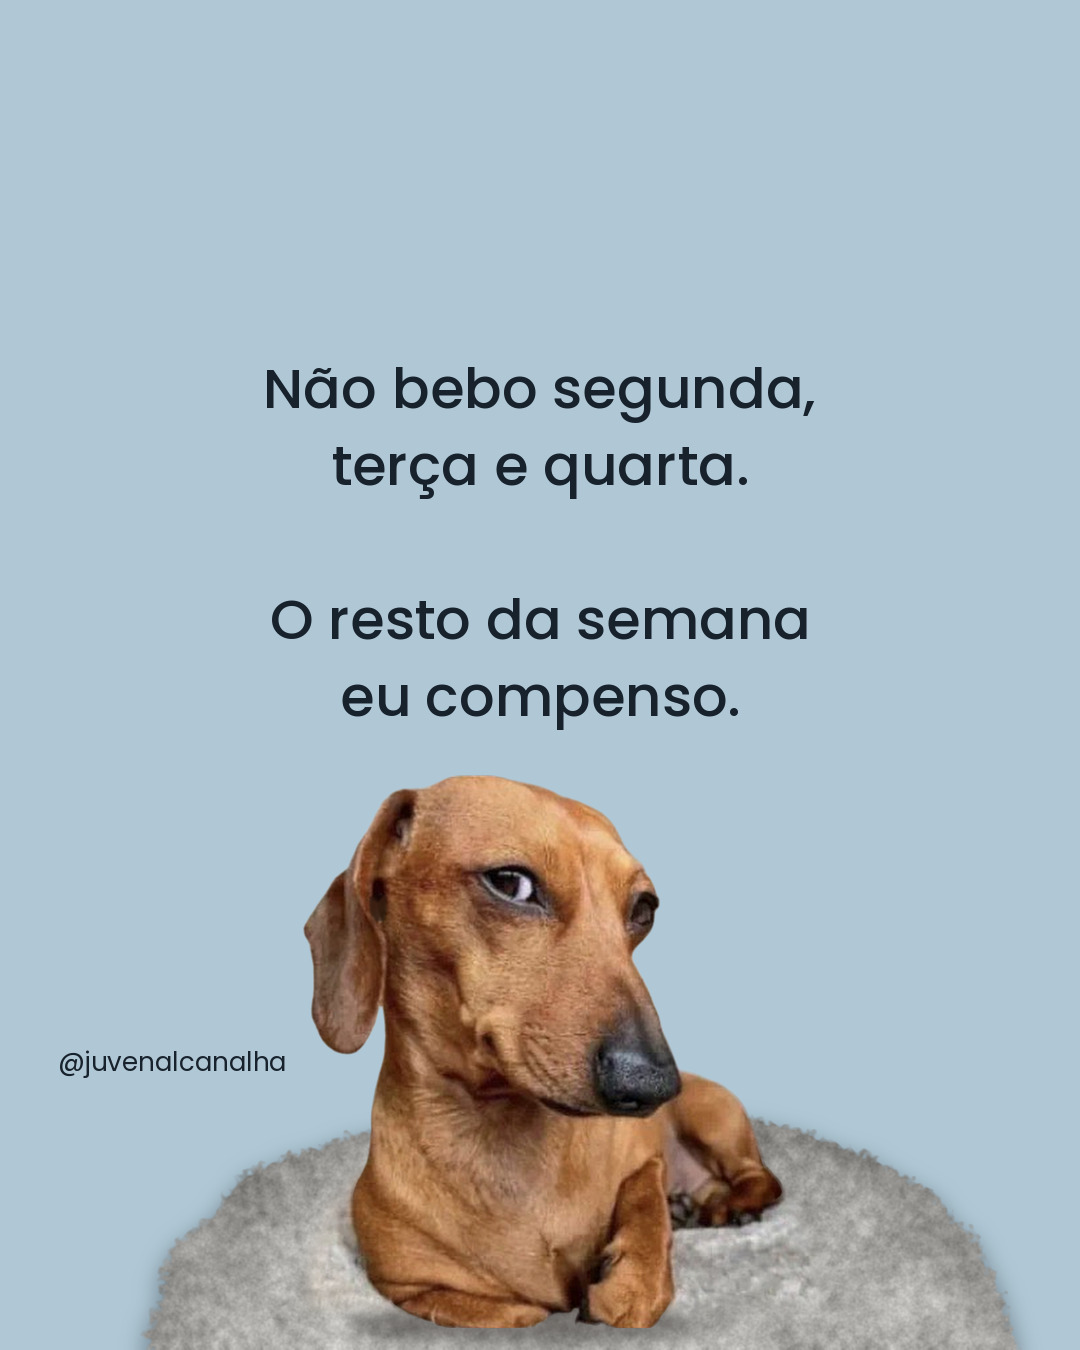 Não bebo segunda,
terça e quarta.
O resto da semana
eu compenso.
@juvenalcanalha